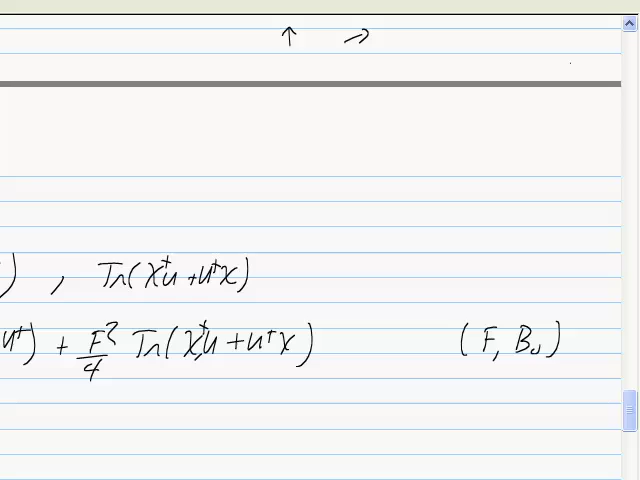 ↑ →
) , Tr(χ†u + u†χ)
u†) + F²/4 Tr(χ†u + u†χ) (F, B₀)